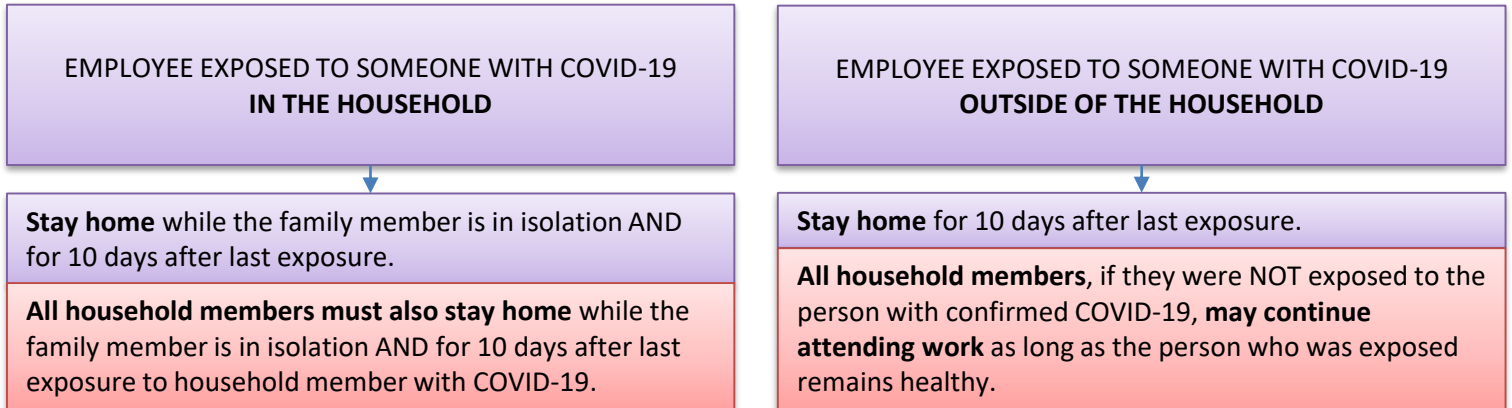 EMPLOYEE EXPOSED TO SOMEONE WITH COVID-19
IN THE HOUSEHOLD
Stay home while the family member is in isolation AND
for 10 days after last exposure.
All household members must also stay home while the
family member is in isolation AND for 10 days after last
exposure to household member with COVID-19.
EMPLOYEE EXPOSED TO SOMEONE WITH COVID-19
OUTSIDE OF THE HOUSEHOLD
Stay home for 10 days after last exposure.
All household members, if they were NOT exposed to the
person with confirmed COVID-19, may continue
attending work as long as the person who was exposed
remains healthy.